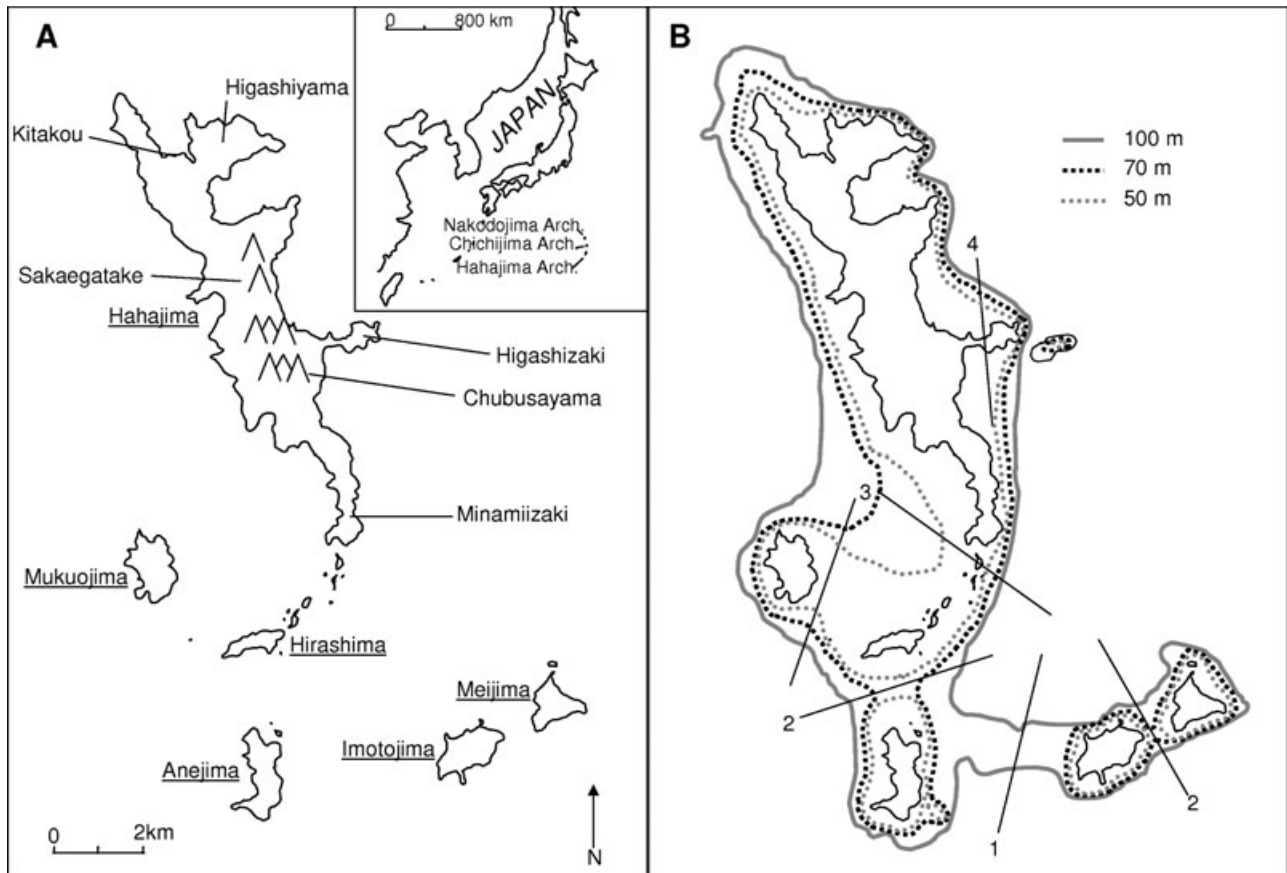 A
Higashiyama
Kitakou
Sakaegatake
Hahajima
Higashizaki
Chubusayama
Minamiizaki
Mukuojima
Hirashima
Meijima
Imotojima
Anejima
0 2km
N
0 800 km
JAPAN
Nakodojima Arch.
Chichijima Arch.
Hahajima Arch.
B
100 m
70 m
50 m
4
3
2
2
1